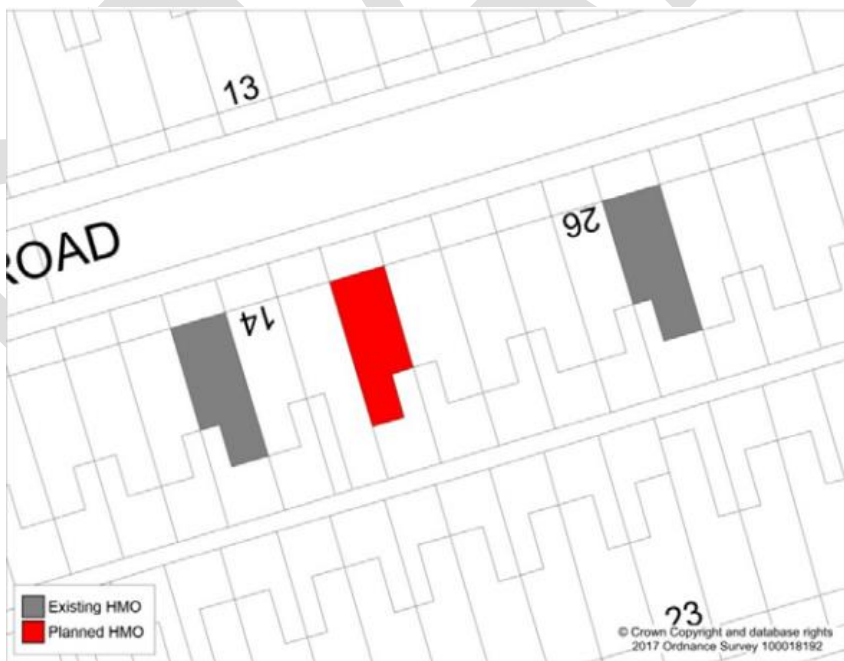 13
ROAD
14
26
23
Existing HMO
Planned HMO
© Crown Copyright and database rights
2017 Ordnance Survey 100018192